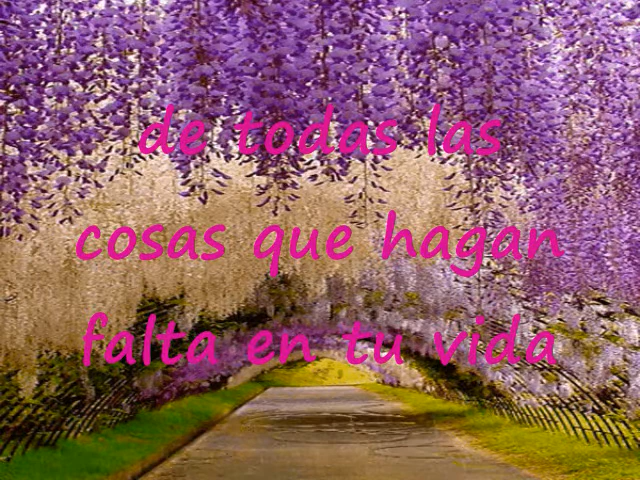 de todas las
cosas que hagan
falta en tu vida